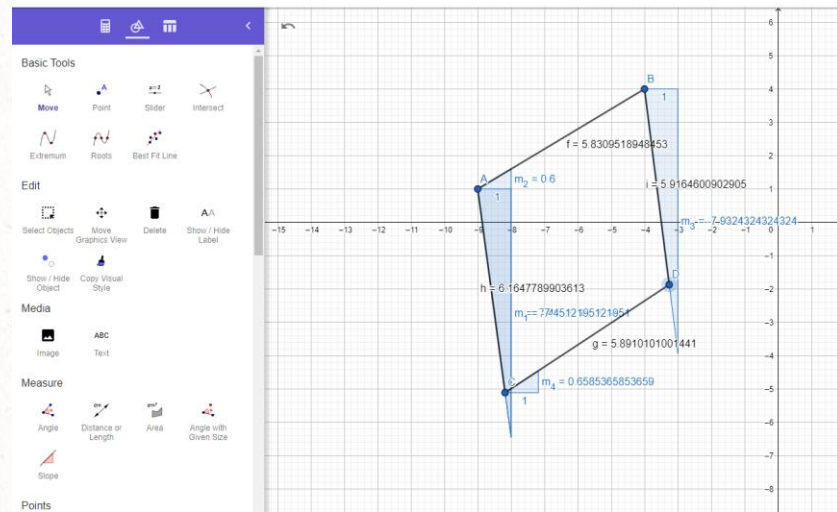 Basic Tools
a=2
Move Point Slider Intersect
Extremum Roots Best Fit Line
Edit
AA
Select Objects Move Graphics View Delete Show / Hide Label
Show / Hide Object Copy Visual Style
Media
ABC
Image Text
Measure
Angle Distance or Length Area Angle with Given Size
Slope
Points
6
5
B
4
1
3
f = 5.8309518948453
2
A
m₂ = 0.6
i = 5.9164600902905
1
1
0
−15 −14 −13 −12 −11 −10 −9 −8 −7 −6 −5 −4 −3 −2 −1 0 1
−1
D
h = 6.1647789903613
−2
−3
g = 5.8910101001441
−4
C
m₄ = 0.6585365853659
−5
1
−6
−7
−8